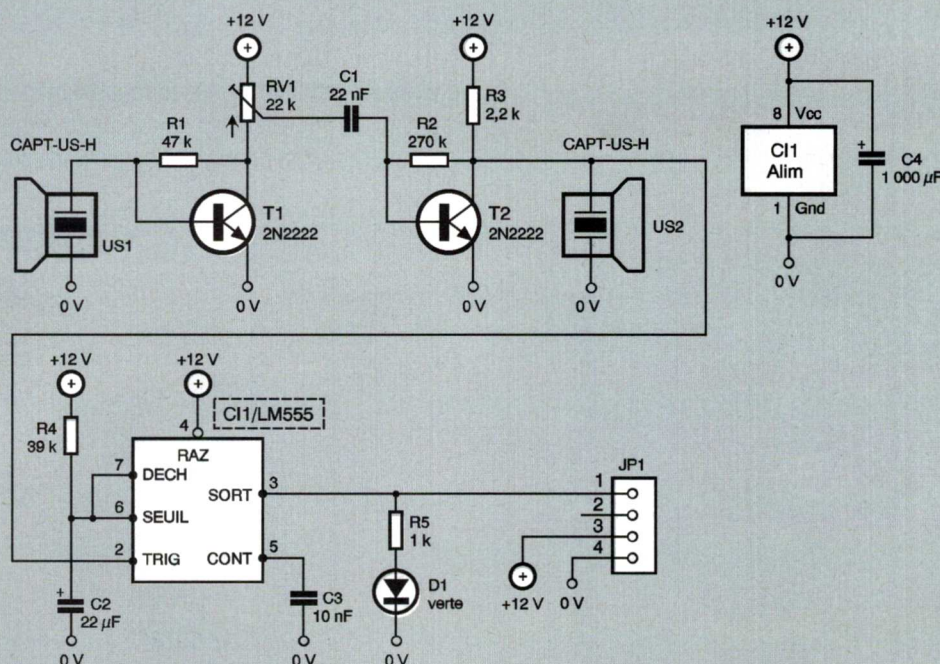 +12 V
+12 V
+12 V
RV1
22 k
C1
22 nF
R3
2,2 k
R1
47 k
R2
270 k
8 Vcc
CAPT-US-H
CAPT-US-H
CI1
Alim
C4
1 000 µF
T1
2N2222
T2
2N2222
US1
US2
1 Gnd
0 V
0 V
0 V
0 V
0 V
+12 V
+12 V
CI1/LM555
R4
39 k
4
RAZ
7
DECH
SORT
3
6
SEUIL
2
TRIG
CONT
5
JP1
1
2
3
4
R5
1 k
C2
22 µF
C3
10 nF
D1
verte
+12 V
0 V
0 V
0 V
0 V